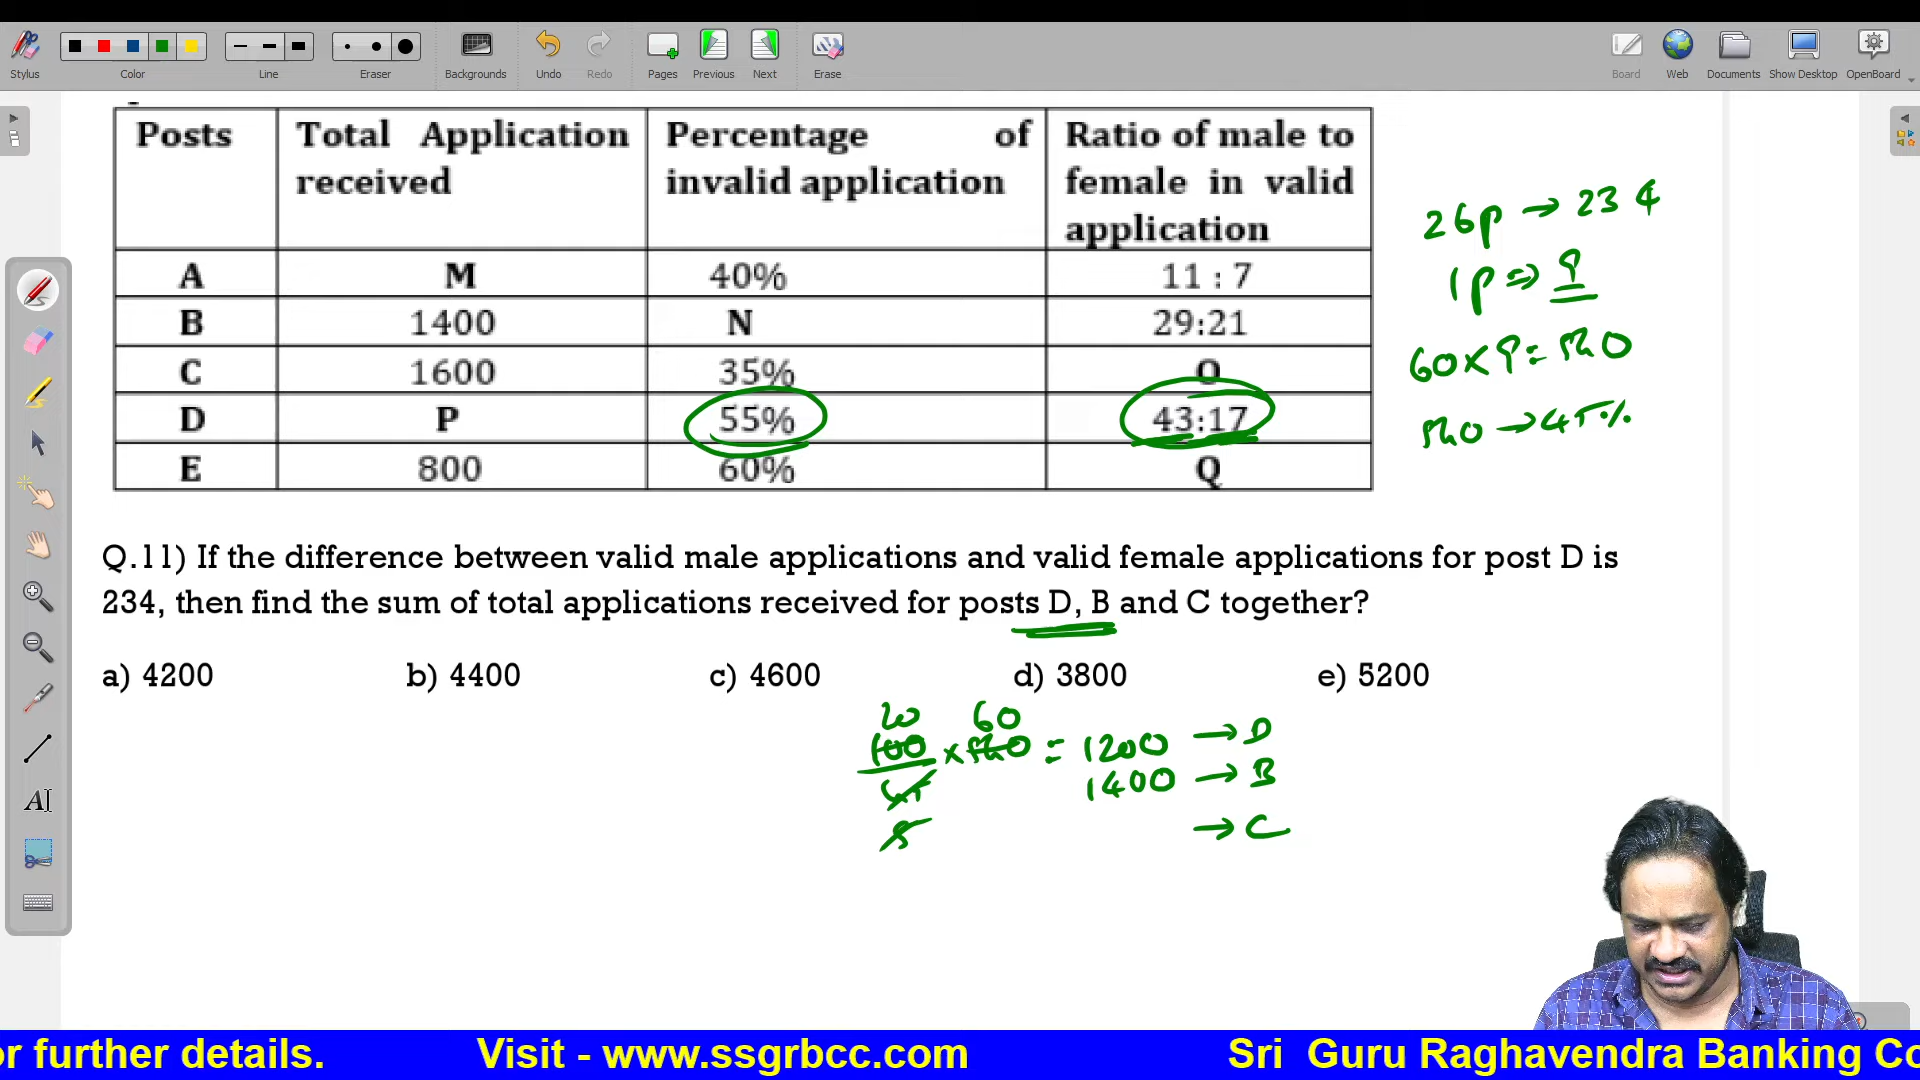 Stylus Color Line Eraser Backgrounds Undo Redo Pages Previous Next Erase Board Web Documents Show Desktop OpenBoard
Posts Total Application received Percentage of invalid application Ratio of male to female in valid application
A M 40% 11 : 7
B 1400 N 29:21
C 1600 35% O
D P 55% 43:17
E 800 60% Q
26p → 234
1p ⇒ 9
60 x 9 = 540
540 → 45%
Q.11) If the difference between valid male applications and valid female applications for post D is
234, then find the sum of total applications received for posts D, B and C together?
a) 4200 b) 4400 c) 4600 d) 3800 e) 5200
20 60
100 x 540 = 1200 → D
45 1400 → B
5 → C
or further details. Visit - www.ssgrbcc.com Sri Guru Raghavendra Banking Co